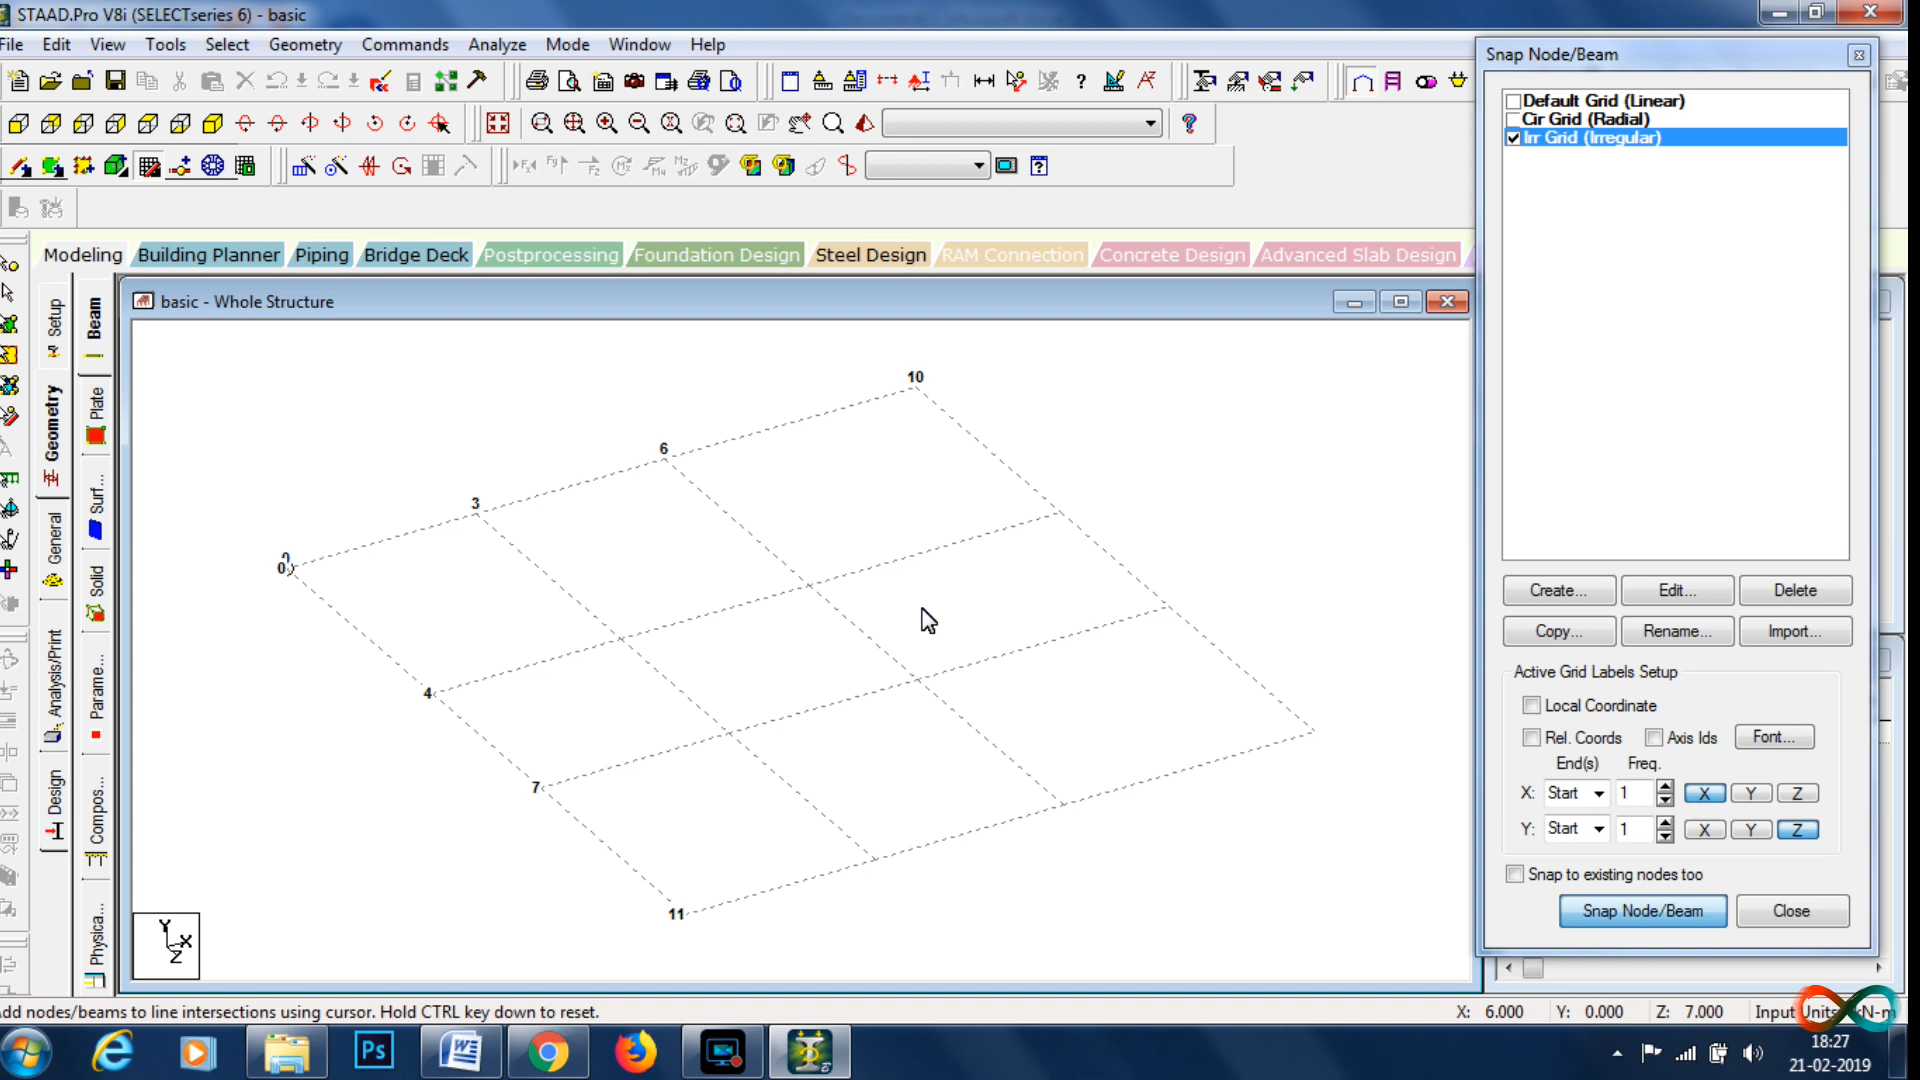 STAAD.Pro V8i (SELECTseries 6) - basic
File Edit View Tools Select Geometry Commands Analyze Mode Window Help
Modeling Building Planner Piping Bridge Deck Postprocessing Foundation Design Steel Design RAM Connection Concrete Design Advanced Slab Design
Setup
Geometry
General
Analysis/Print
Design
Beam
Plate
Surf...
Solid
Parame...
Compos...
Physica...
basic - Whole Structure
10
6
3
0
0
4
7
11
Y
X
Z
Snap Node/Beam
Default Grid (Linear)
Cir Grid (Radial)
Irr Grid (Irregular)
Create... Edit... Delete
Copy... Rename... Import...
Active Grid Labels Setup
Local Coordinate
Rel. Coords Axis Ids Font...
End(s) Freq.
X: Start 1 X Y Z
Y: Start 1 X Y Z
Snap to existing nodes too
Snap Node/Beam Close
dd nodes/beams to line intersections using cursor. Hold CTRL key down to reset.
X: 6.000 Y: 0.000 Z: 7.000 Input Units: kN-m
Ps
18:27
21-02-2019